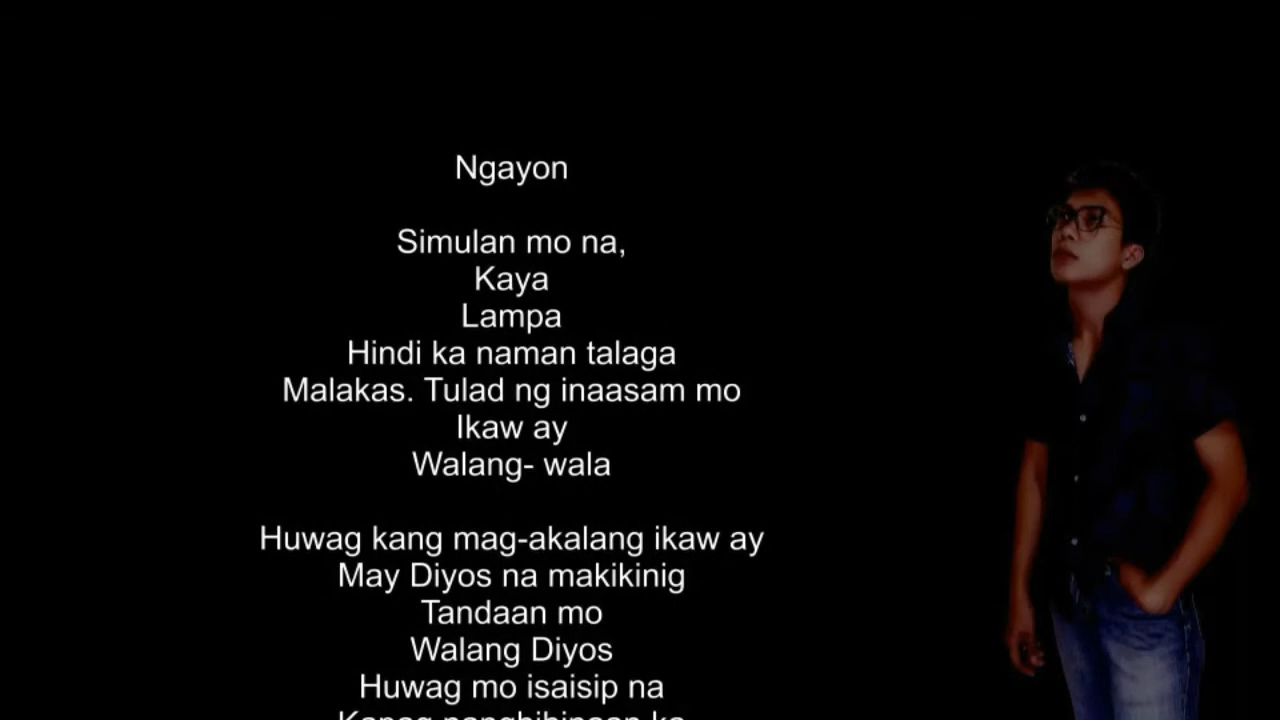 Ngayon
Simulan mo na,
Kaya
Lampa
Hindi ka naman talaga
Malakas. Tulad ng inaasam mo
Ikaw ay
Walang- wala
Huwag kang mag-akalang ikaw ay
May Diyos na makikinig
Tandaan mo
Walang Diyos
Huwag mo isaisip na